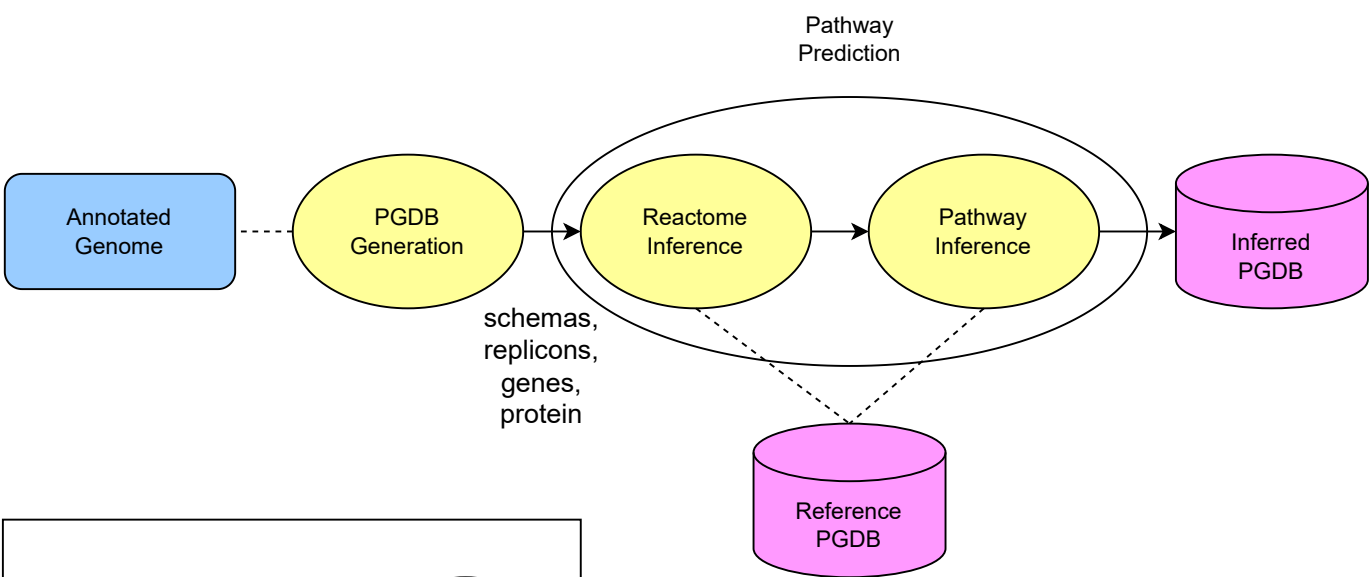 Pathway
Prediction
Annotated
Genome
PGDB
Generation
Reactome
Inference
Pathway
Inference
Inferred
PGDB
schemas,
replicons,
genes,
protein
Reference
PGDB